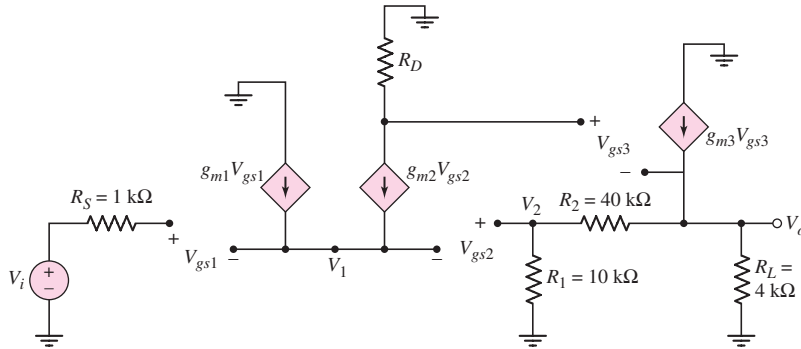 R_D
+
V_gs3
g_m3V_gs3
−
g_m1V_gs1
g_m2V_gs2
R_S = 1 kΩ
+
V_gs1
−
V_1
−
+
V_gs2
V_2
R_2 = 40 kΩ
V_i
+
−
R_1 = 10 kΩ
R_L =
4 kΩ